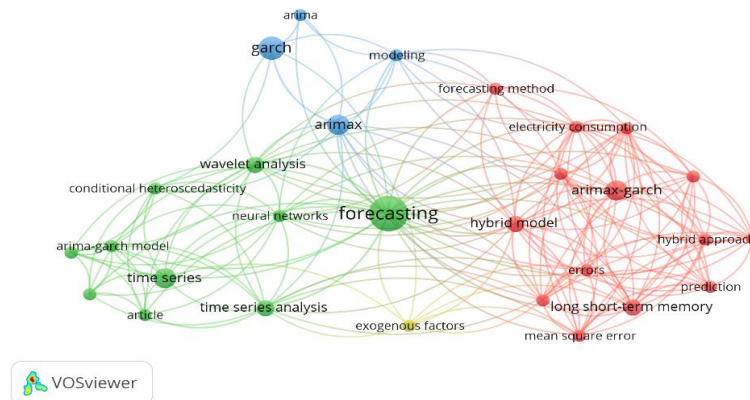 arima
garch
modeling
forecasting method
arimax
electricity consumption
wavelet analysis
conditional heteroscedasticity
arimax-garch
neural networks
forecasting
hybrid model
arima-garch model
hybrid approach
time series
errors
prediction
time series analysis
long short-term memory
article
exogenous factors
mean square error
VOSviewer